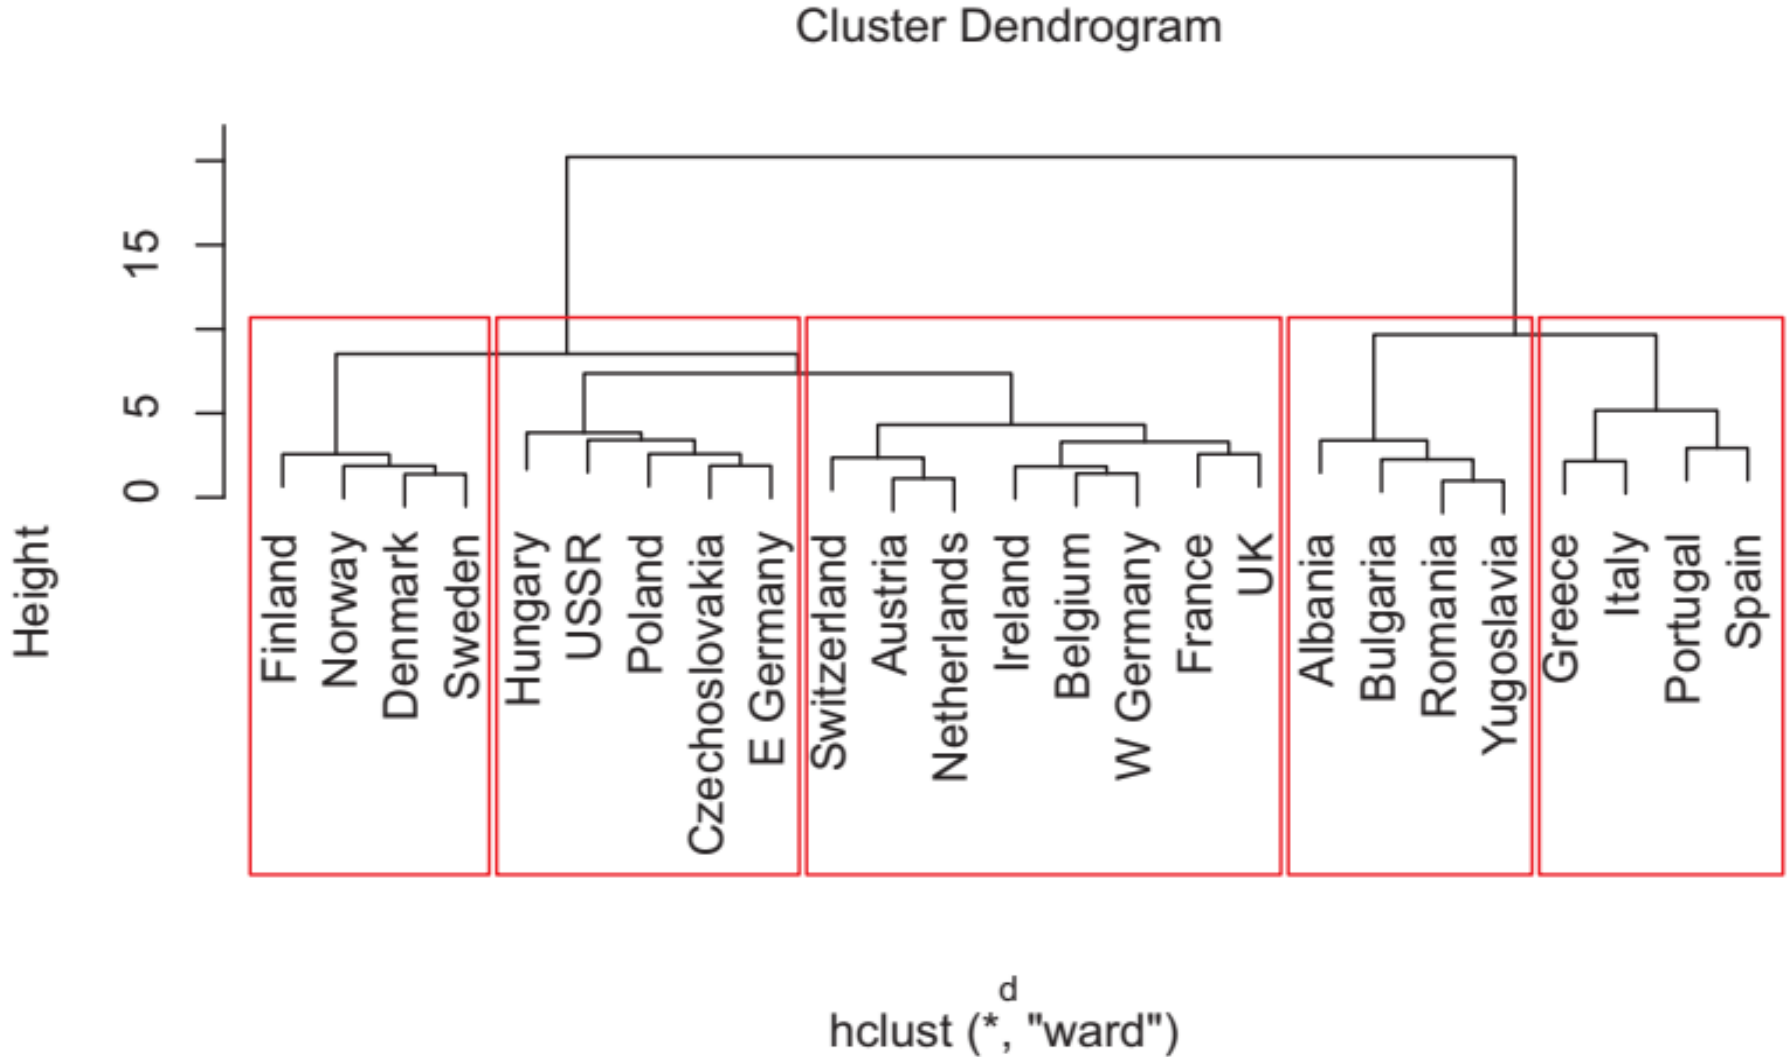 Cluster Dendrogram
Height
15
5
0
Finland
Norway
Denmark
Sweden
Hungary
USSR
Poland
Czechoslovakia
E Germany
Switzerland
Austria
Netherlands
Ireland
Belgium
W Germany
France
UK
Albania
Bulgaria
Romania
Yugoslavia
Greece
Italy
Portugal
Spain
d
hclust (*, "ward")